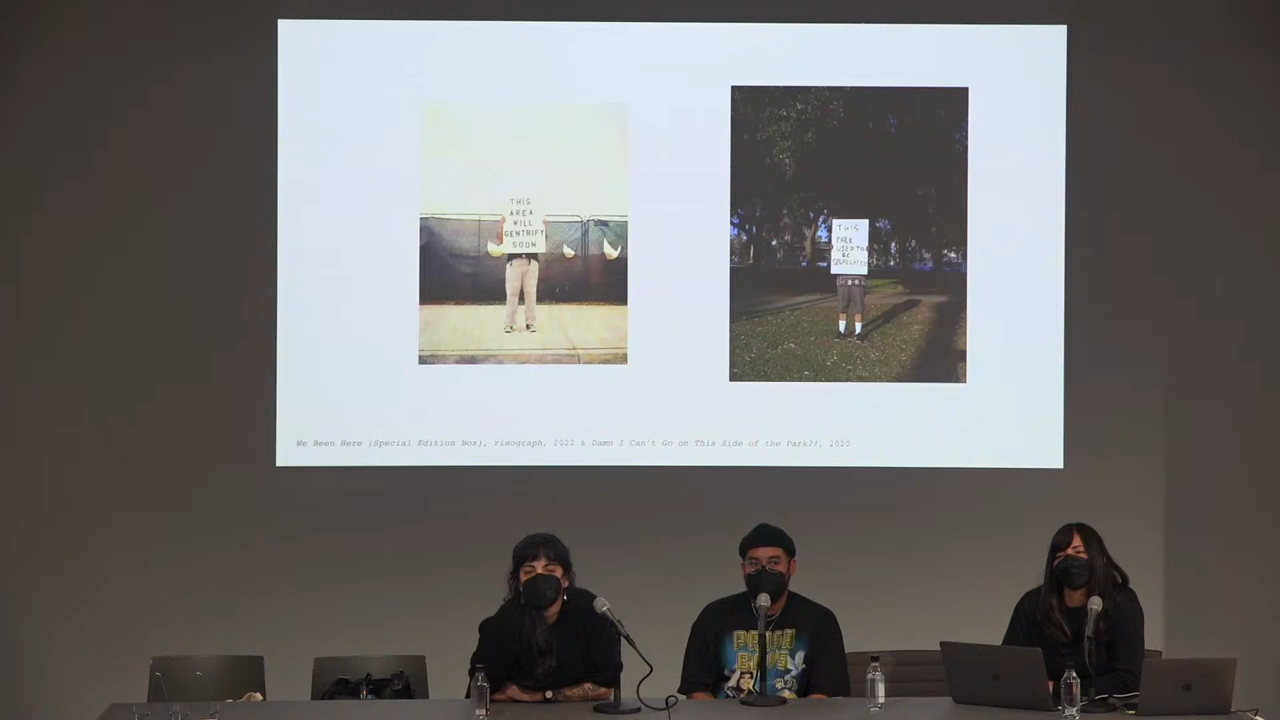 THIS
AREA
WILL
GENTRIFY
SOON
THIS
PARK
USED TO
BE
SEGREGATED
We Been Here (Special Edition Box), risograph, 2022 & Damn I Can't Go on This Side of the Park?!, 2020